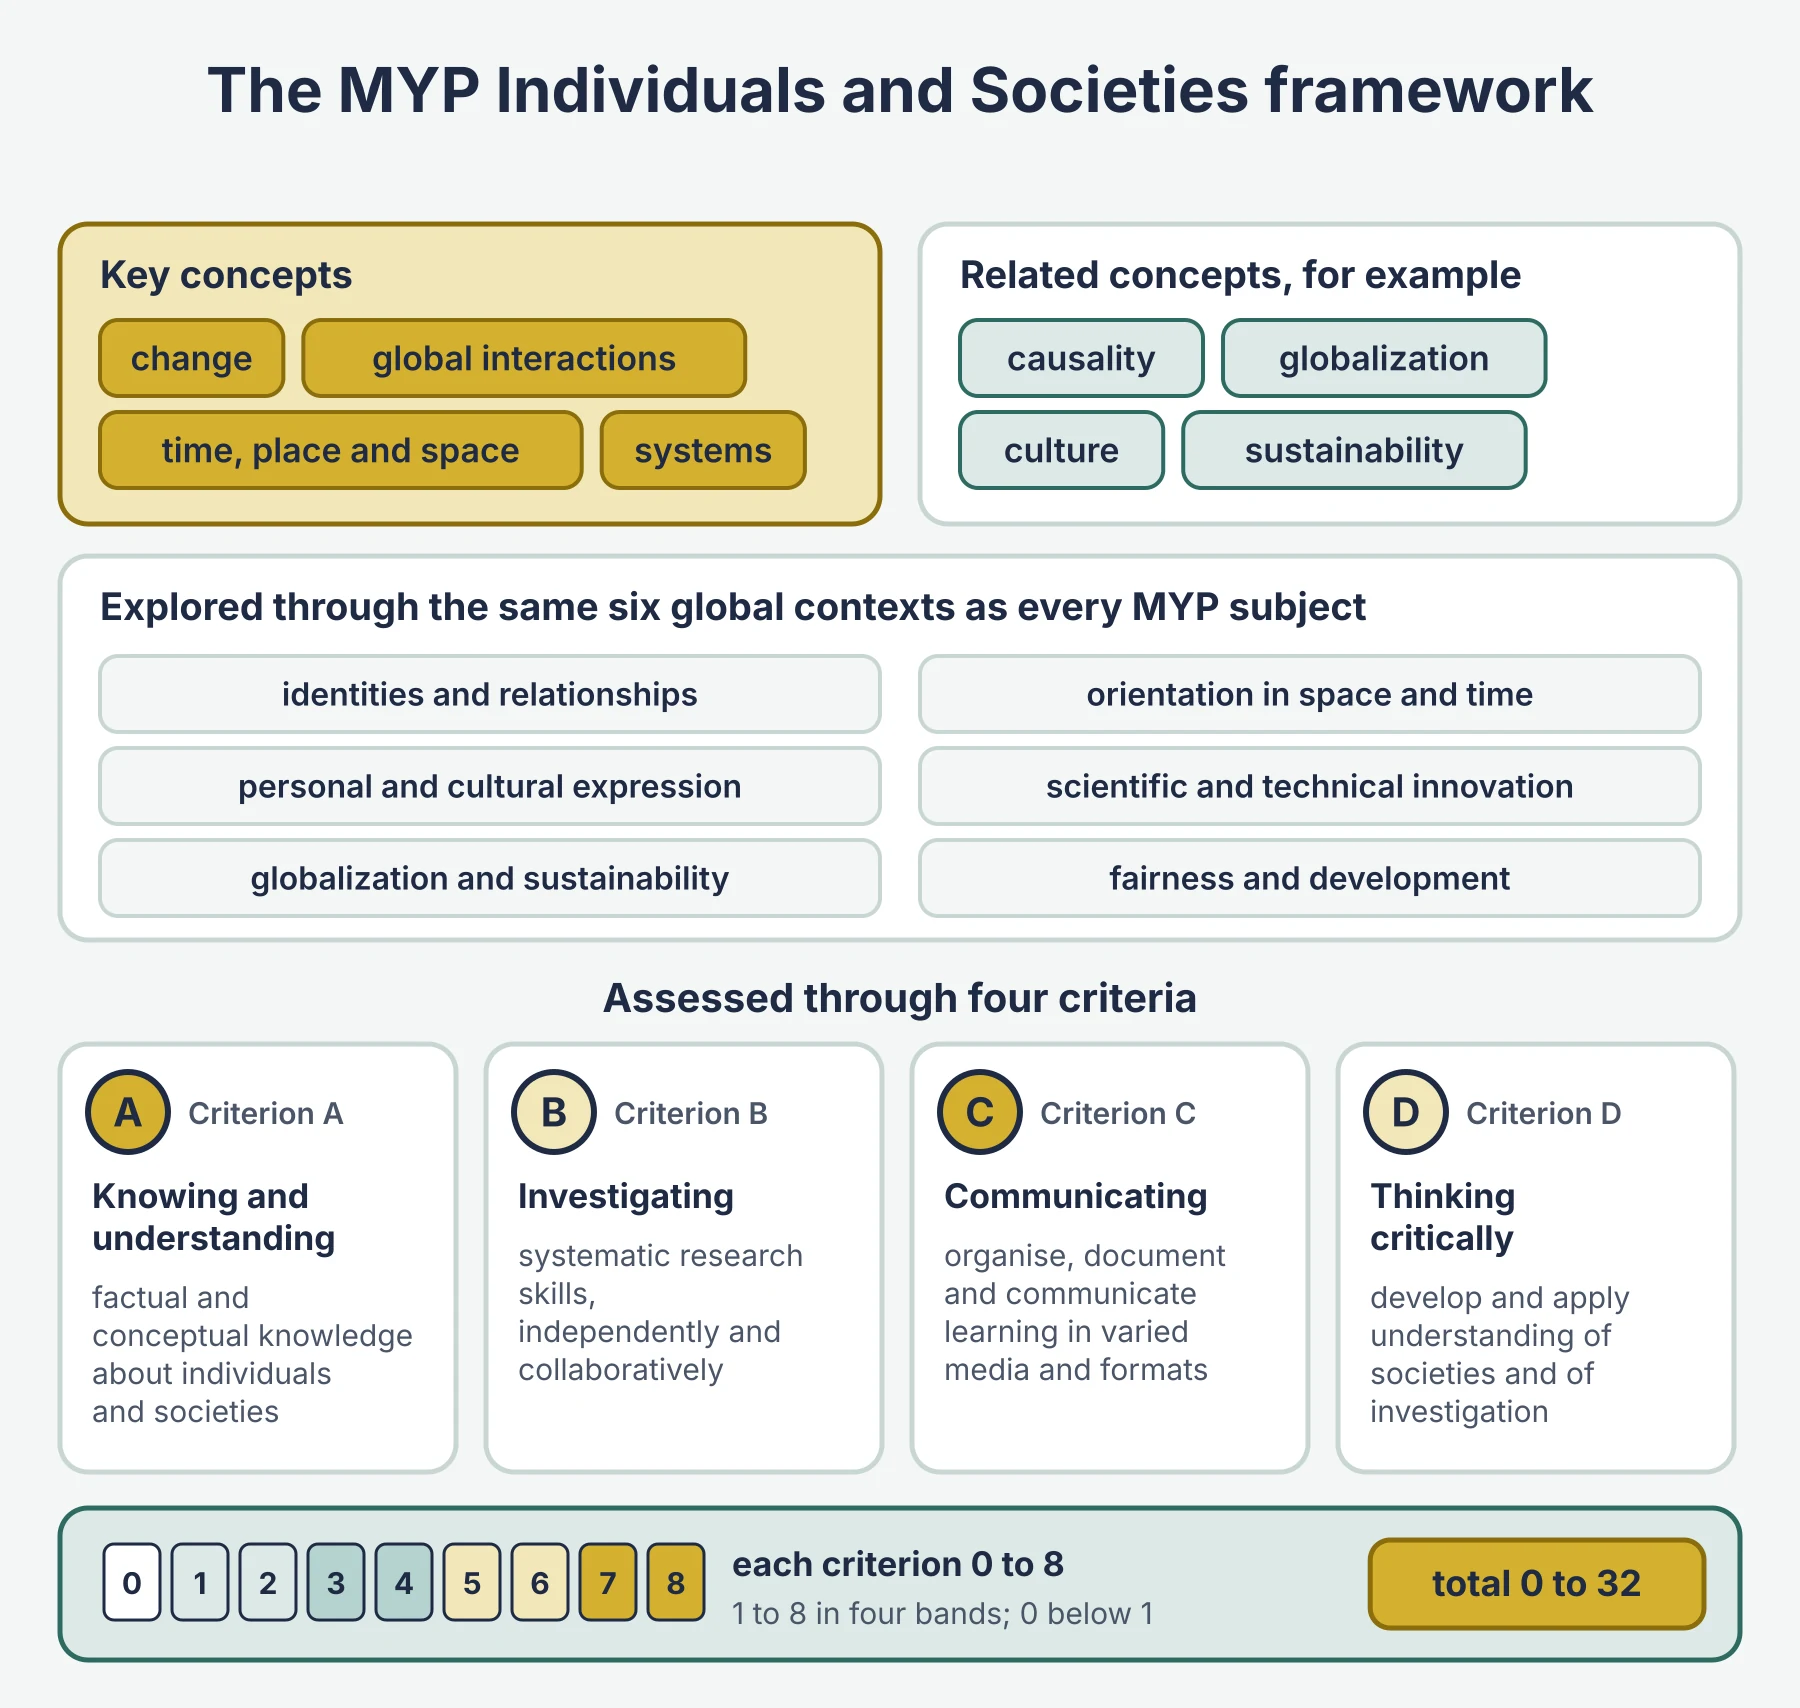 The MYP Individuals and Societies framework
Key concepts
change
global interactions
time, place and space
systems
Related concepts, for example
causality
globalization
culture
sustainability
Explored through the same six global contexts as every MYP subject
identities and relationships
orientation in space and time
personal and cultural expression
scientific and technical innovation
globalization and sustainability
fairness and development
Assessed through four criteria
A
Criterion A
Knowing and
understanding
factual and
conceptual knowledge
about individuals
and societies
B
Criterion B
Investigating
systematic research
skills,
independently and
collaboratively
C
Criterion C
Communicating
organise, document
and communicate
learning in varied
media and formats
D
Criterion D
Thinking
critically
develop and apply
understanding of
societies and of
investigation
0 1 2 3 4 5 6 7 8
each criterion 0 to 8
1 to 8 in four bands; 0 below 1
total 0 to 32